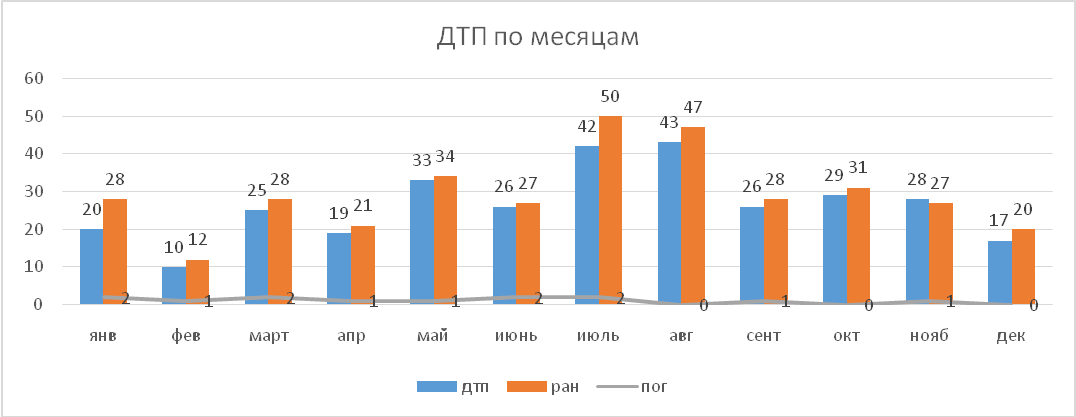 ДТП по месяцам
60
50
40
30
20
10
0
20 28 10 12 25 28 19 21 33 34 26 27 42 50 43 47 26 28 29 31 28 27 17 20
2 1 2 1 1 2 2 0 1 0 1 0
янв фев март апр май июнь июль авг сент окт нояб дек
дтп ран пог